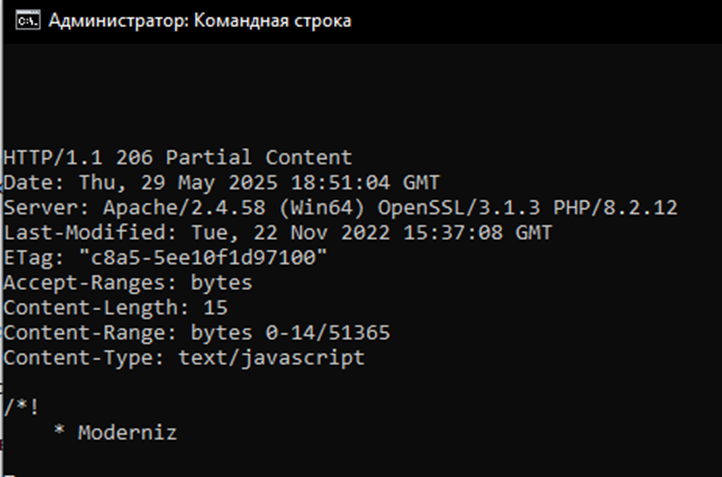 Администратор: Командная строка
HTTP/1.1 206 Partial Content
Date: Thu, 29 May 2025 18:51:04 GMT
Server: Apache/2.4.58 (Win64) OpenSSL/3.1.3 PHP/8.2.12
Last-Modified: Tue, 22 Nov 2022 15:37:08 GMT
ETag: "c8a5-5ee10f1d97100"
Accept-Ranges: bytes
Content-Length: 15
Content-Range: bytes 0-14/51365
Content-Type: text/javascript
/*!
* Moderniz